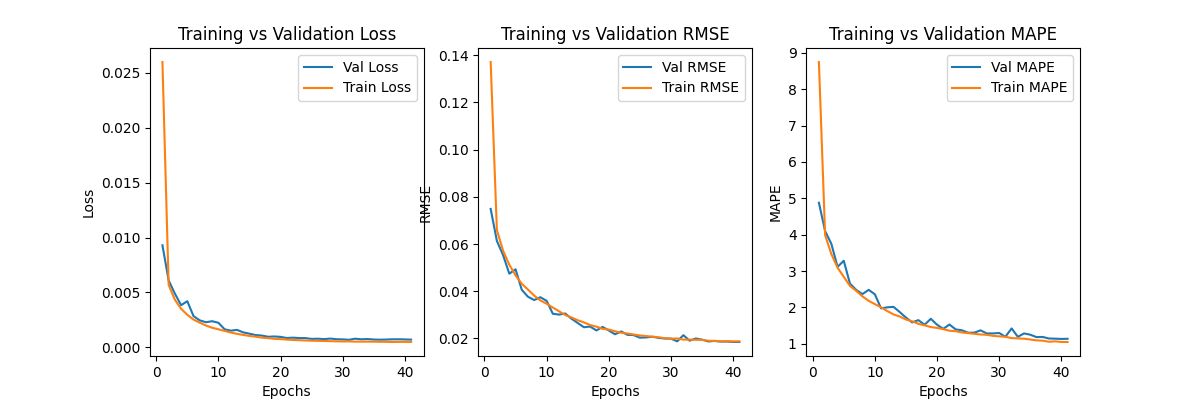 Training vs Validation Loss
Loss
0.025
0.020
0.015
0.010
0.005
0.000
Val Loss
Train Loss
0
10
20
30
40
Epochs
Training vs Validation RMSE
RMSE
0.14
0.12
0.10
0.08
0.06
0.04
0.02
Val RMSE
Train RMSE
0
10
20
30
40
Epochs
Training vs Validation MAPE
MAPE
9
8
7
6
5
4
3
2
1
Val MAPE
Train MAPE
0
10
20
30
40
Epochs